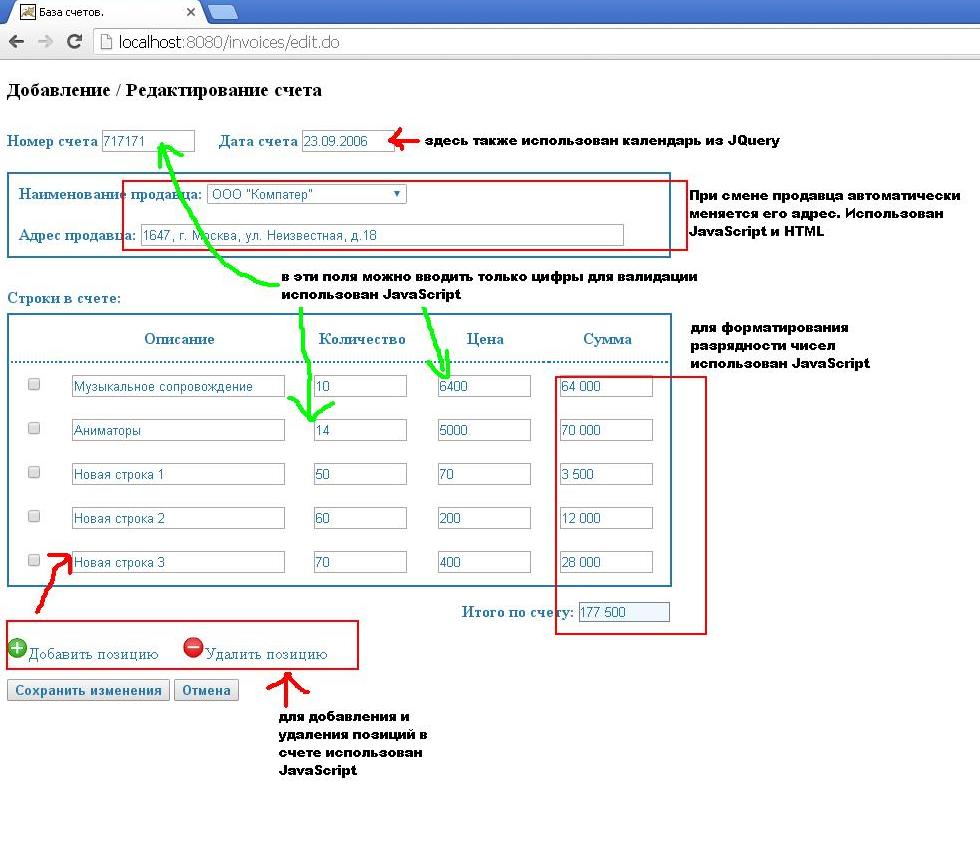 База счетов.
localhost:8080/invoices/edit.do
Добавление / Редактирование счета
Номер счета 717171 Дата счета 23.09.2006 здесь также использован календарь из JQuery
Наименование продавца: ООО "Компатер"
При смене продавца автоматически
меняется его адрес. Использован
JavaScript и HTML
Адрес продавца: 1647, г. Москва, ул. Неизвестная, д.18
в эти поля можно вводить только цифры для валидации
использован JavaScript
Строки в счете:
для форматирования
разрядности чисел
использован JavaScript
Описание Количество Цена Сумма
Музыкальное сопровождение 10 6400 64 000
Аниматоры 14 5000 70 000
Новая строка 1 50 70 3 500
Новая строка 2 60 200 12 000
Новая строка 3 70 400 28 000
Итого по счету: 177 500
Добавить позицию Удалить позицию
Сохранить изменения Отмена
для добавления и
удаления позиций в
счете использован
JavaScript